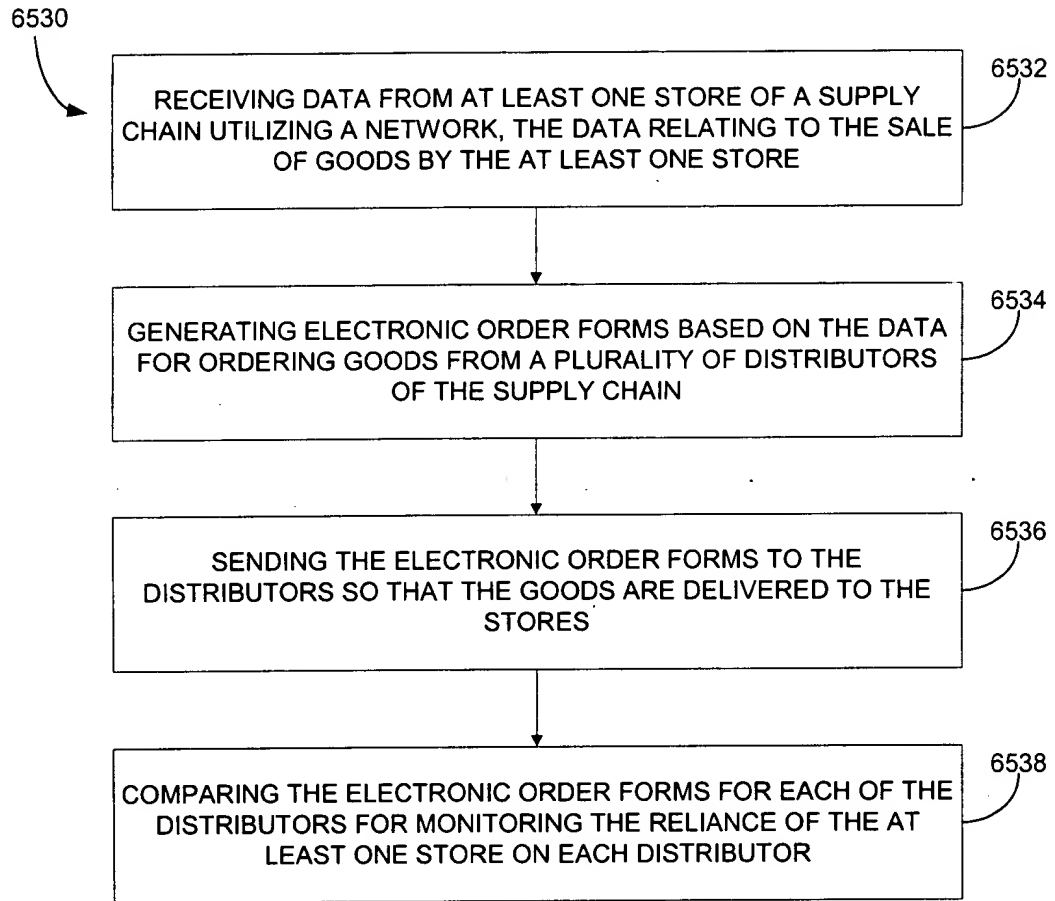 6530
6532
RECEIVING DATA FROM AT LEAST ONE STORE OF A SUPPLY
CHAIN UTILIZING A NETWORK, THE DATA RELATING TO THE SALE
OF GOODS BY THE AT LEAST ONE STORE
6534
GENERATING ELECTRONIC ORDER FORMS BASED ON THE DATA
FOR ORDERING GOODS FROM A PLURALITY OF DISTRIBUTORS
OF THE SUPPLY CHAIN
6536
SENDING THE ELECTRONIC ORDER FORMS TO THE
DISTRIBUTORS SO THAT THE GOODS ARE DELIVERED TO THE
STORES
6538
COMPARING THE ELECTRONIC ORDER FORMS FOR EACH OF THE
DISTRIBUTORS FOR MONITORING THE RELIANCE OF THE AT
LEAST ONE STORE ON EACH DISTRIBUTOR